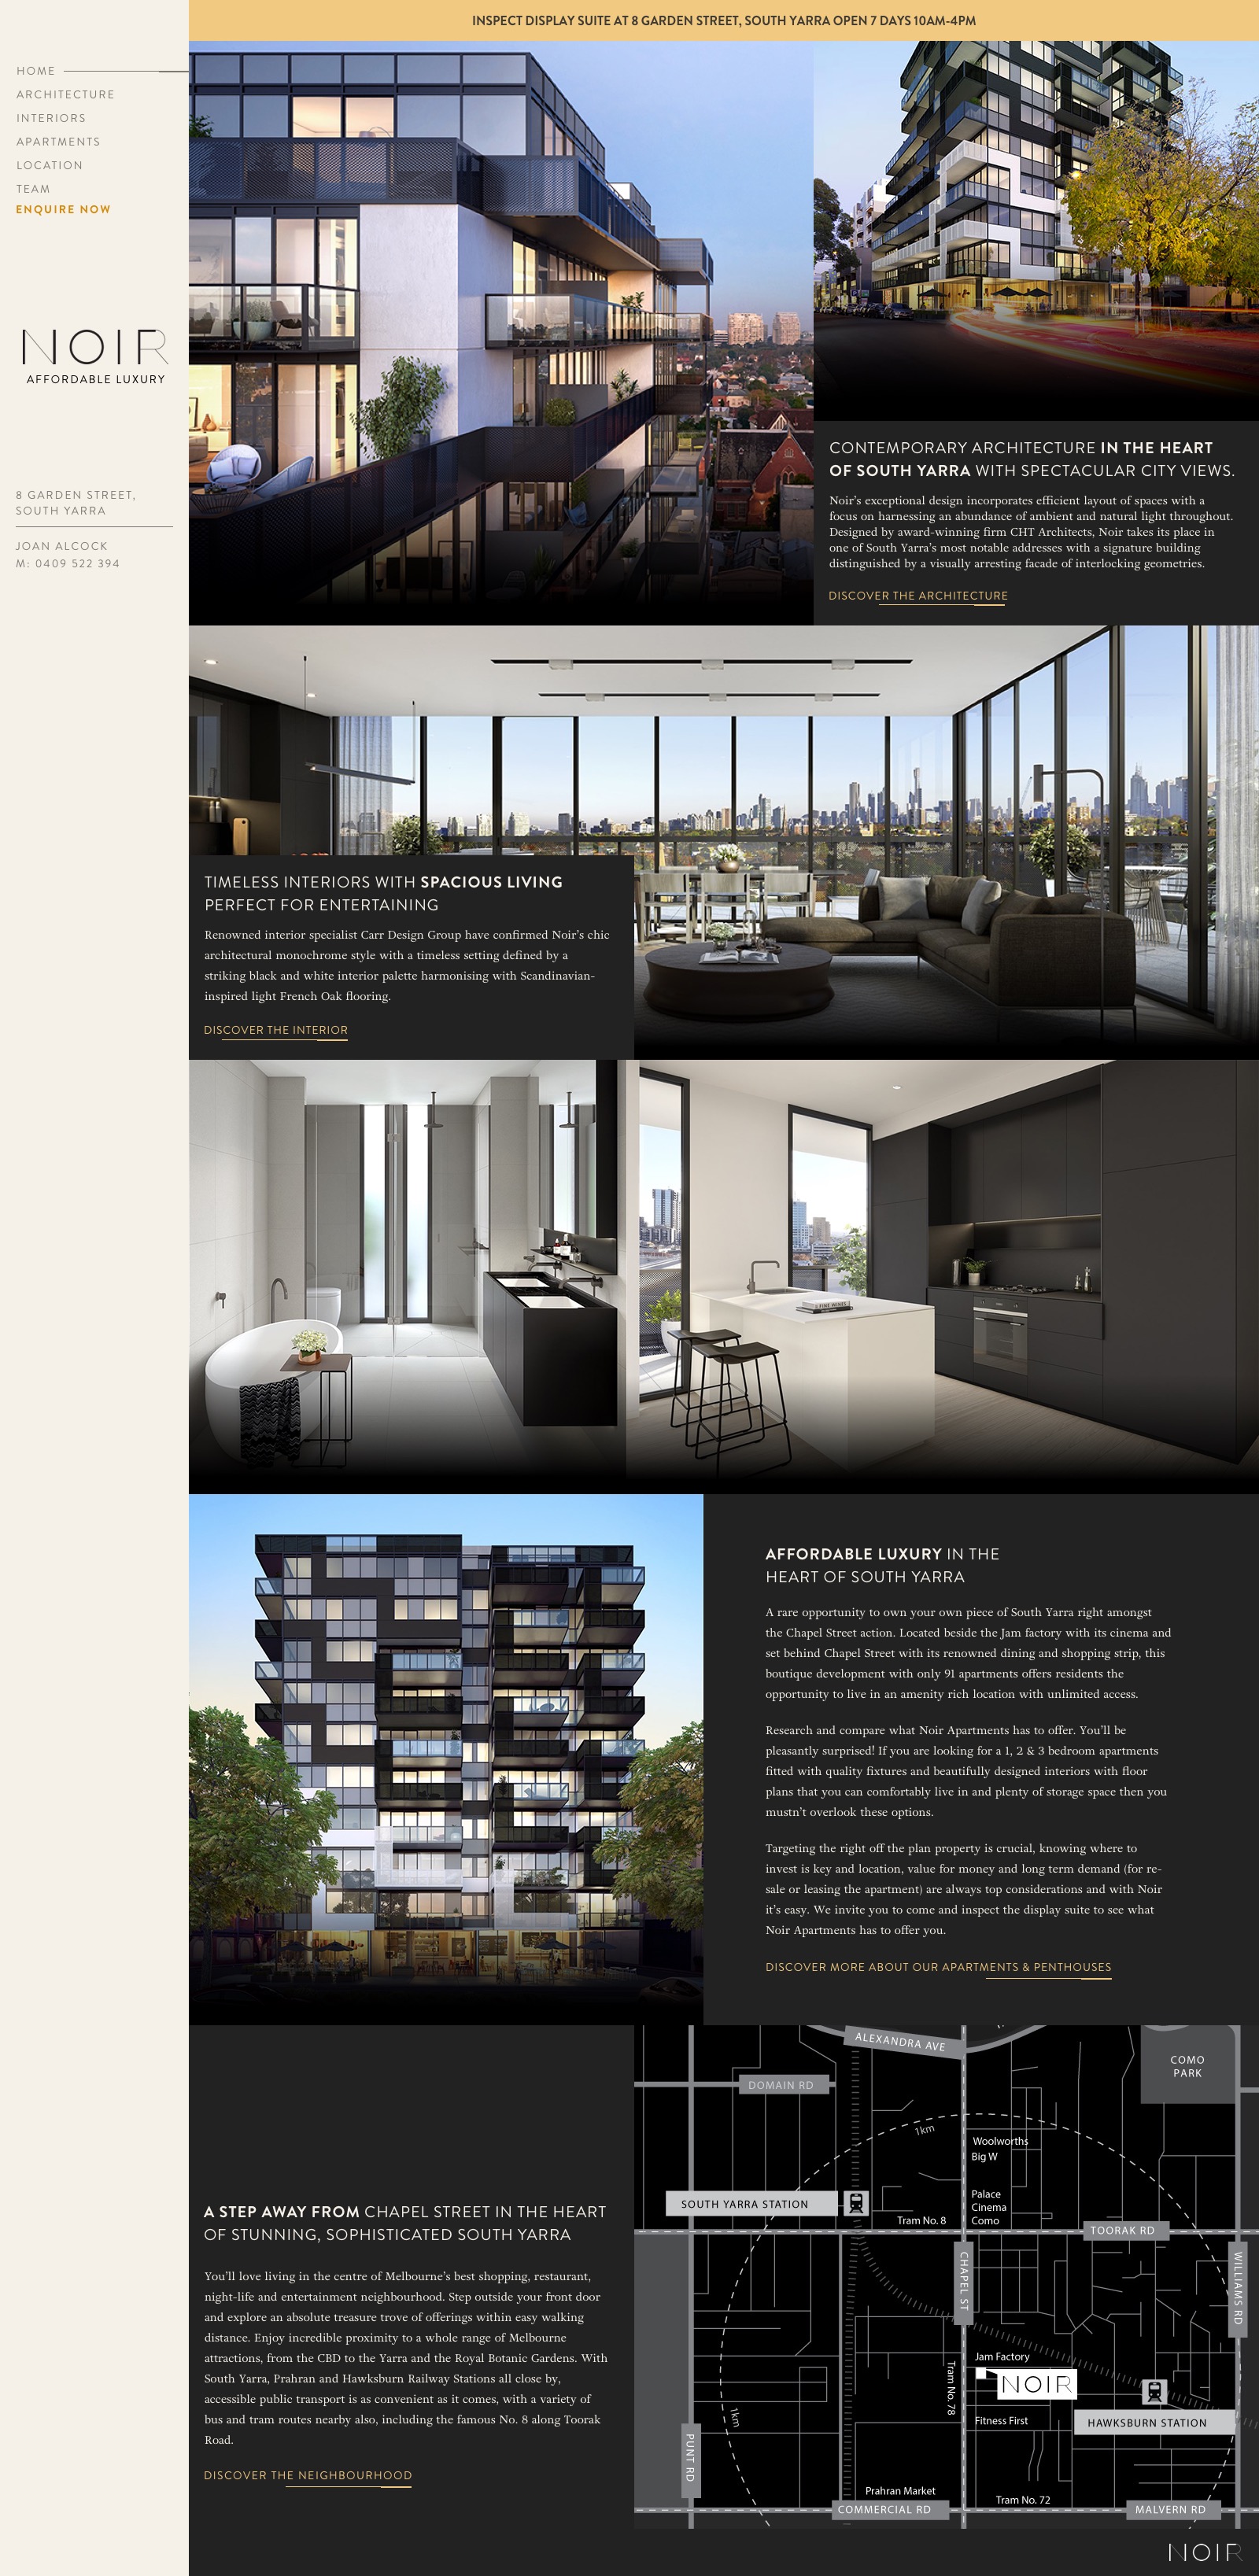 INSPECT DISPLAY SUITE AT 8 GARDEN STREET, SOUTH YARRA OPEN 7 DAYS 10AM-4PM
HOME
ARCHITECTURE
INTERIORS
APARTMENTS
LOCATION
TEAM
ENQUIRE NOW
NOIR
AFFORDABLE LUXURY
8 GARDEN STREET,
SOUTH YARRA
JOAN ALCOCK
M: 0409 522 394
CONTEMPORARY ARCHITECTURE IN THE HEART
OF SOUTH YARRA WITH SPECTACULAR CITY VIEWS.
Noir's exceptional design incorporates efficient layout of spaces with a
focus on harnessing an abundance of ambient and natural light throughout.
Designed by award-winning firm CHT Architects, Noir takes its place in
one of South Yarra's most notable addresses with a signature building
distinguished by a visually arresting facade of interlocking geometries.
DISCOVER THE ARCHITECTURE
TIMELESS INTERIORS WITH SPACIOUS LIVING
PERFECT FOR ENTERTAINING
Renowned interior specialist Carr Design Group have confirmed Noir's chic
architectural monochrome style with a timeless setting defined by a
striking black and white interior palette harmonising with Scandinavian-
inspired light French Oak flooring.
DISCOVER THE INTERIOR
AFFORDABLE LUXURY IN THE
HEART OF SOUTH YARRA
A rare opportunity to own your own piece of South Yarra right amongst
the Chapel Street action. Located beside the Jam factory with its cinema and
set behind Chapel Street with its renowned dining and shopping strip, this
boutique development with only 91 apartments offers residents the
opportunity to live in an amenity rich location with unlimited access.
Research and compare what Noir Apartments has to offer. You'll be
pleasantly surprised! If you are looking for a 1, 2 & 3 bedroom apartments
fitted with quality fixtures and beautifully designed interiors with floor
plans that you can comfortably live in and plenty of storage space then you
mustn't overlook these options.
Targeting the right off the plan property is crucial, knowing where to
invest is key and location, value for money and long term demand (for re-
sale or leasing the apartment) are always top considerations and with Noir
it's easy. We invite you to come and inspect the display suite to see what
Noir Apartments has to offer you.
DISCOVER MORE ABOUT OUR APARTMENTS & PENTHOUSES
A STEP AWAY FROM CHAPEL STREET IN THE HEART
OF STUNNING, SOPHISTICATED SOUTH YARRA
You'll love living in the centre of Melbourne's best shopping, restaurant,
night-life and entertainment neighbourhood. Step outside your front door
and explore an absolute treasure trove of offerings within easy walking
distance. Enjoy incredible proximity to a whole range of Melbourne
attractions, from the CBD to the Yarra and the Royal Botanic Gardens. With
South Yarra, Prahran and Hawksburn Railway Stations all close by,
accessible public transport is as convenient as it comes, with a variety of
bus and tram routes nearby also, including the famous No. 8 along Toorak
Road.
DISCOVER THE NEIGHBOURHOOD
ALEXANDRA AVE
COMO
PARK
DOMAIN RD
1km
Woolworths
Big W
SOUTH YARRA STATION
Palace
Cinema
Como
Tram No. 8
TOORAK RD
CHAPEL ST
WILLIAMS RD
Jam Factory
NOIR
Tram No. 78
1km
Fitness First
HAWKSBURN STATION
PUNT RD
Prahran Market
Tram No. 72
COMMERCIAL RD
MALVERN RD
NOIR